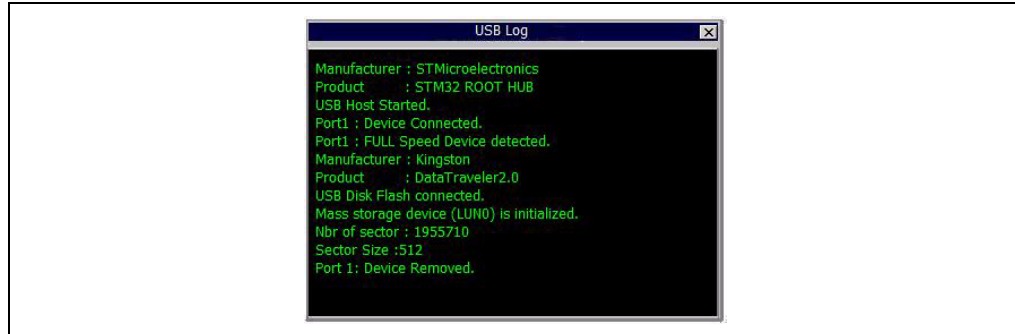 USB Log
Manufacturer : STMicroelectronics
Product : STM32 ROOT HUB
USB Host Started.
Port1 : Device Connected.
Port1 : FULL Speed Device detected.
Manufacturer : Kingston
Product : DataTraveler2.0
USB Disk Flash connected.
Mass storage device (LUN0) is initialized.
Nbr of sector : 1955710
Sector Size :512
Port 1: Device Removed.